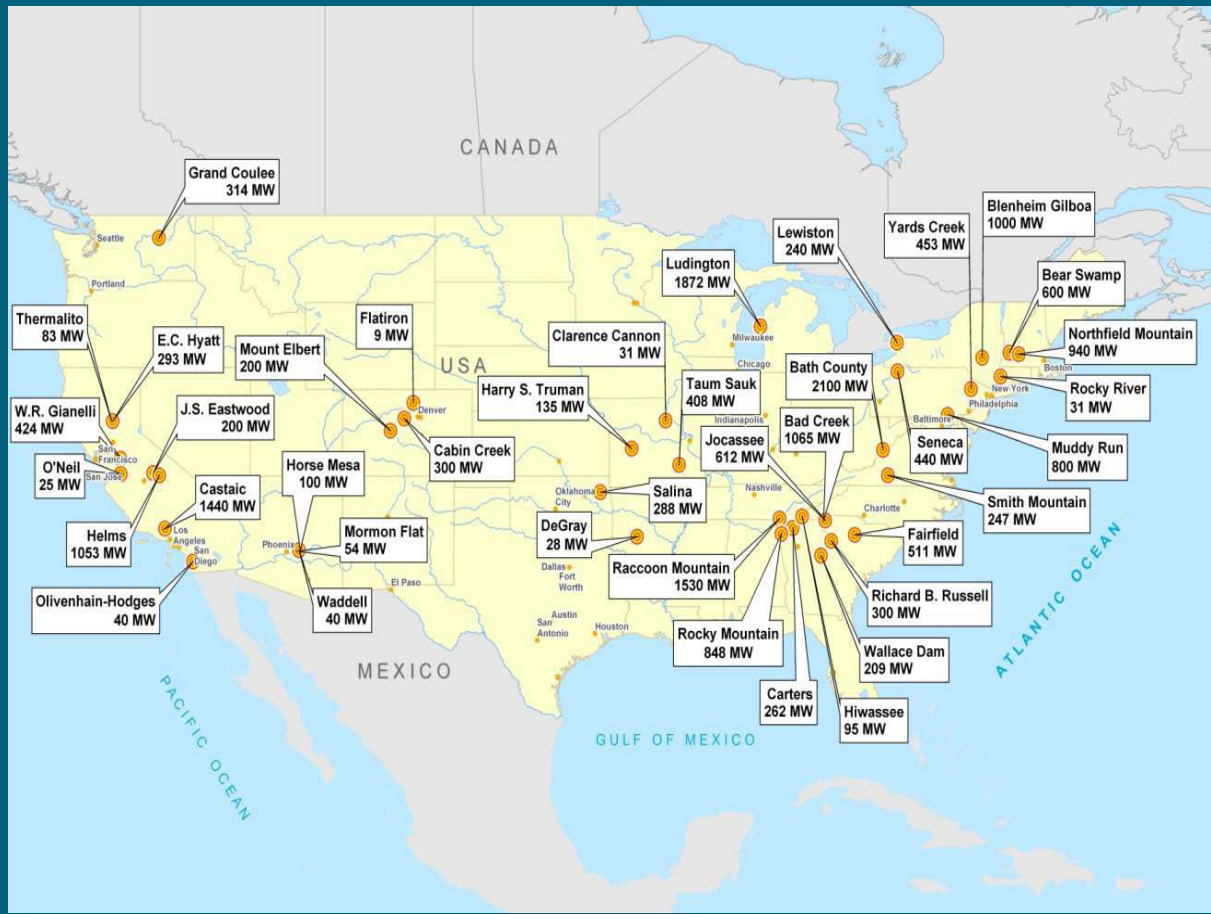 CANADA
Grand Coulee
314 MW
Seattle
Portland
Thermalito
83 MW
E.C. Hyatt
293 MW
W.R. Gianelli
424 MW
J.S. Eastwood
200 MW
San
Francisco
O'Neil
25 MW
San Jose
Helms
1053 MW
Castaic
1440 MW
Los
Angeles
San
Diego
Olivenhain-Hodges
40 MW
Mount Elbert
200 MW
Flatiron
9 MW
Denver
Cabin Creek
300 MW
Horse Mesa
100 MW
Mormon Flat
54 MW
Phoenix
Waddell
40 MW
El Paso
USA
Harry S. Truman
135 MW
Clarence Cannon
31 MW
Taum Sauk
408 MW
Oklahoma
City
Salina
288 MW
DeGray
28 MW
Dallas
Fort
Worth
Austin
San
Antonio
Houston
Ludington
1872 MW
Milwaukee
Chicago
Indianapolis
Nashville
Lewiston
240 MW
Yards Creek
453 MW
Blenheim Gilboa
1000 MW
Bear Swamp
600 MW
Northfield Mountain
940 MW
Boston
Rocky River
31 MW
New York
Philadelphia
Baltimore
Muddy Run
800 MW
Seneca
440 MW
Bath County
2100 MW
Bad Creek
1065 MW
Jocassee
612 MW
Smith Mountain
247 MW
Charlotte
Fairfield
511 MW
Raccoon Mountain
1530 MW
Richard B. Russell
300 MW
Rocky Mountain
848 MW
Wallace Dam
209 MW
Carters
262 MW
Hiwassee
95 MW
MEXICO
PACIFIC OCEAN
GULF OF MEXICO
ATLANTIC OCEAN